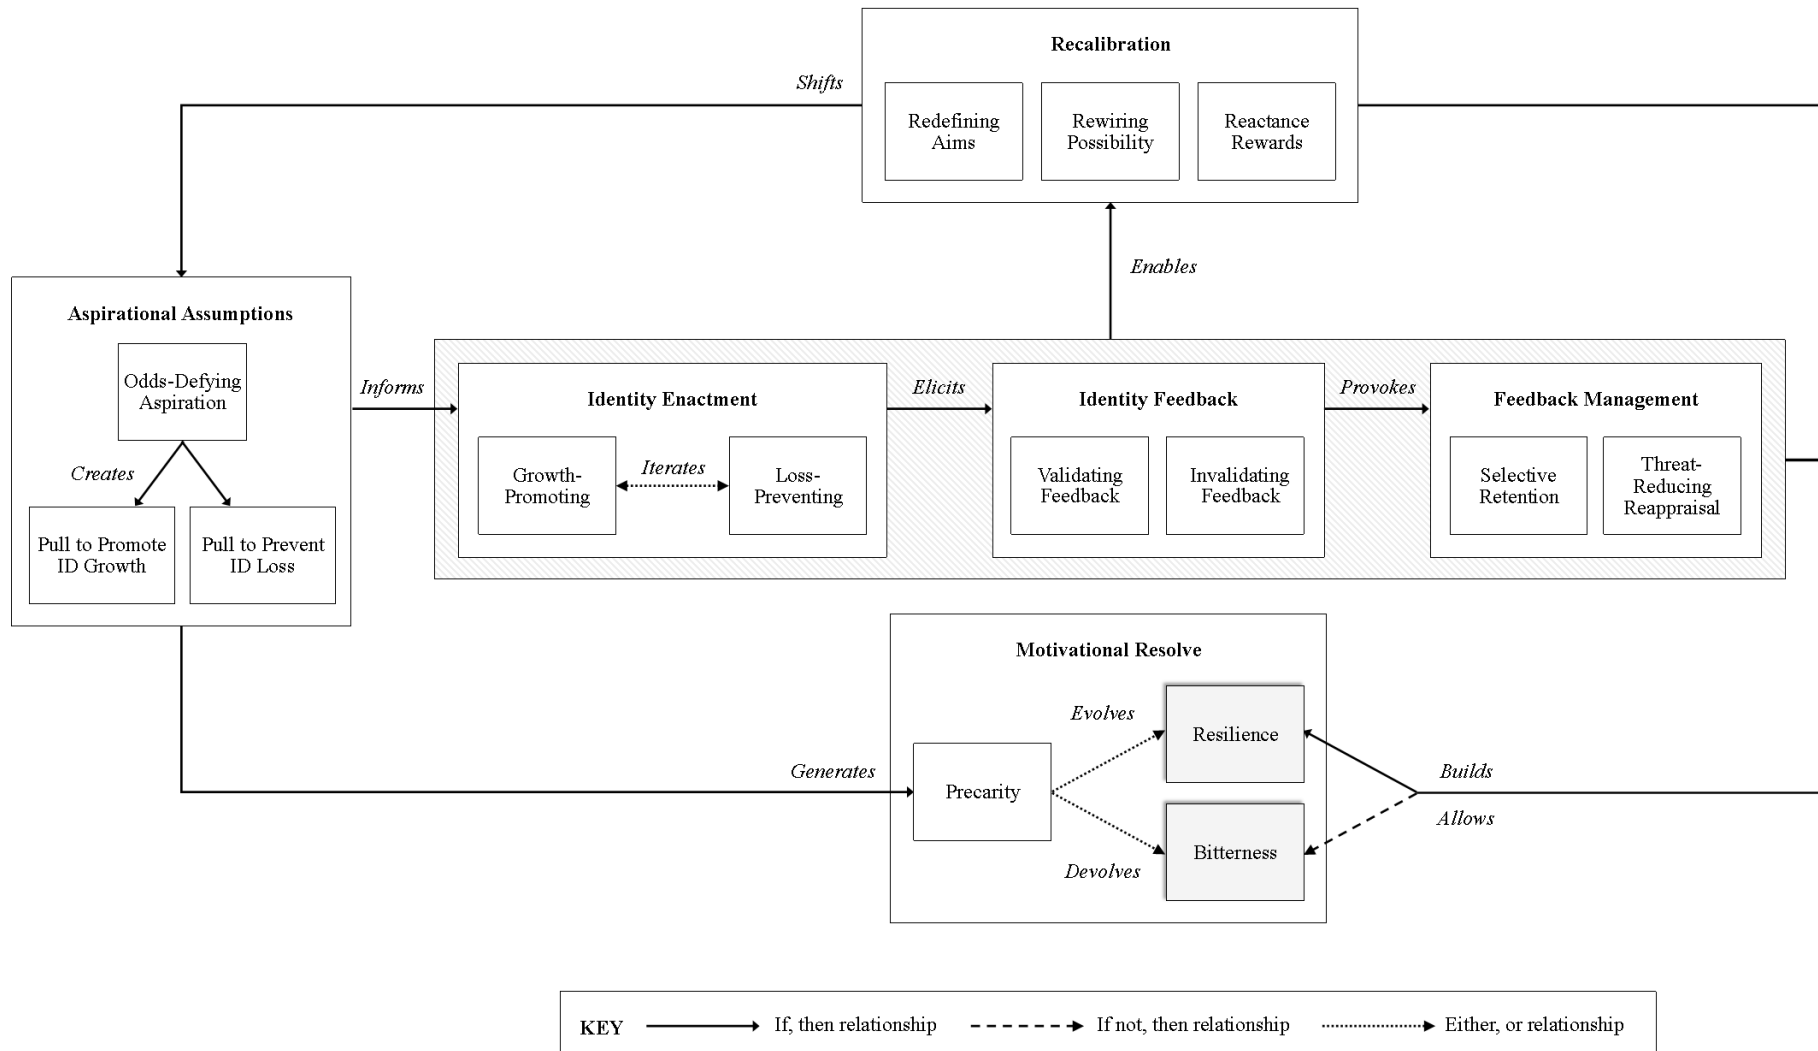 Recalibration
Shifts
Redefining
Aims
Rewiring
Possibility
Reactance
Rewards
Enables
Aspirational Assumptions
Odds-Defying
Aspiration
Creates
Pull to Promote
ID Growth
Pull to Prevent
ID Loss
Informs
Identity Enactment
Growth-
Promoting
Iterates
Loss-
Preventing
Elicits
Identity Feedback
Validating
Feedback
Invalidating
Feedback
Provokes
Feedback Management
Selective
Retention
Threat-
Reducing
Reappraisal
Motivational Resolve
Generates
Precarity
Evolves
Devolves
Resilience
Bitterness
Builds
Allows
KEY
If, then relationship
If not, then relationship
Either, or relationship